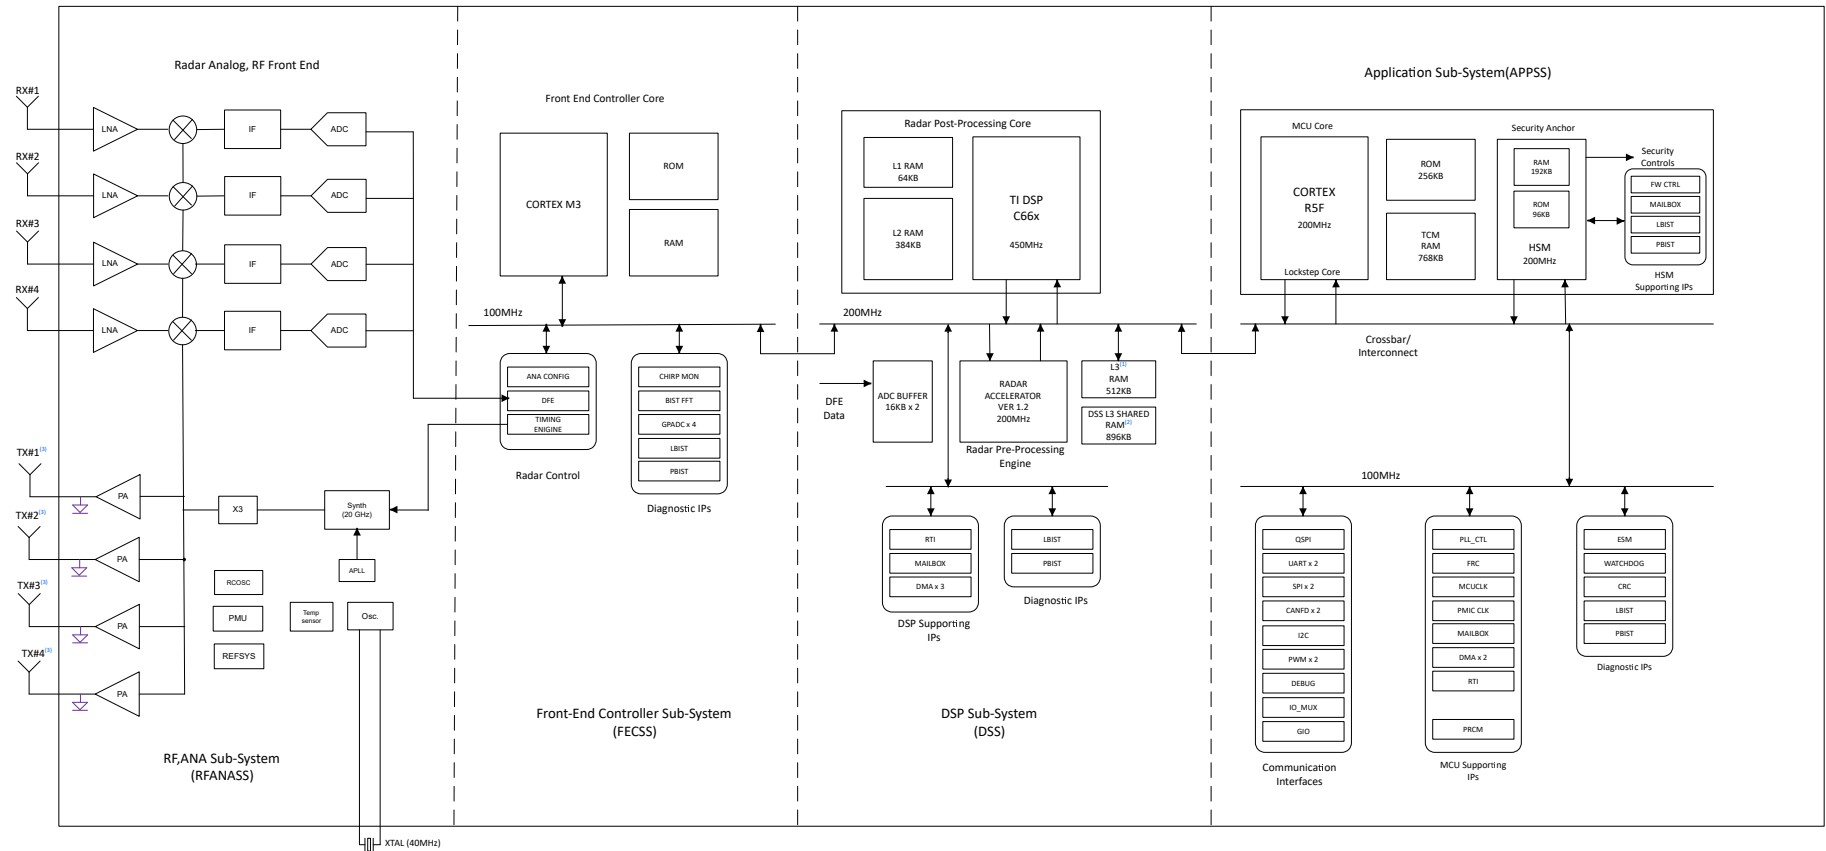 Radar Analog, RF Front End
RX#1
LNA
IF
ADC
RX#2
LNA
IF
ADC
RX#3
LNA
IF
ADC
RX#4
LNA
IF
ADC
TX#1(3)
PA
TX#2(3)
PA
TX#3(3)
PA
TX#4(3)
PA
X3
Synth
(20 GHz)
APLL
RCOSC
PMU
REFSYS
Temp
sensor
Osc.
RF,ANA Sub-System
(RFANASS)
XTAL (40MHz)
Front End Controller Core
CORTEX M3
ROM
RAM
100MHz
ANA CONFIG
DFE
TIMING
ENIGINE
Radar Control
CHIRP MON
BIST FFT
GPADC x 4
LBIST
PBIST
Diagnostic IPs
Front-End Controller Sub-System
(FECSS)
Radar Post-Processing Core
L1 RAM
64KB
L2 RAM
384KB
TI DSP
C66x
450MHz
200MHz
DFE
Data
ADC BUFFER
16KB x 2
RADAR
ACCELERATOR
VER 1.2
200MHz
Radar Pre-Processing
Engine
L3(1)
RAM
512KB
DSS L3 SHARED
RAM(2)
896KB
RTI
MAILBOX
DMA x 3
DSP Supporting
IPs
LBIST
PBIST
Diagnostic IPs
DSP Sub-System
(DSS)
Application Sub-System(APPSS)
MCU Core
CORTEX
R5F
200MHz
Lockstep Core
ROM
256KB
TCM
RAM
768KB
Security Anchor
RAM
192KB
ROM
96KB
HSM
200MHz
Security
Controls
FW CTRL
MAILBOX
LBIST
PBIST
HSM
Supporting IPs
Crossbar/
Interconnect
100MHz
QSPI
UART x 2
SPI x 2
CANFD x 2
I2C
PWM x 2
DEBUG
IO_MUX
GIO
Communication
Interfaces
PLL_CTL
FRC
MCUCLK
PMIC CLK
MAILBOX
DMA x 2
RTI
PRCM
MCU Supporting
IPs
ESM
WATCHDOG
CRC
LBIST
PBIST
Diagnostic IPs